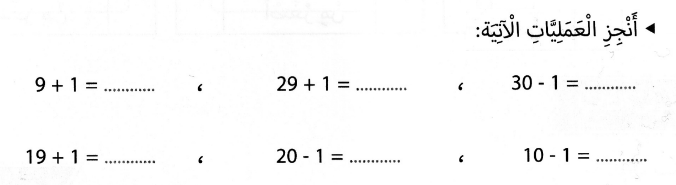 ◂ أَنْجِزِ الْعَمَلِيَّاتِ الْآتِيَة:
9 + 1 = ............ ، 29 + 1 = ............ ، 30 - 1 = ............
19 + 1 = ............ ، 20 - 1 = ............ ، 10 - 1 = ............